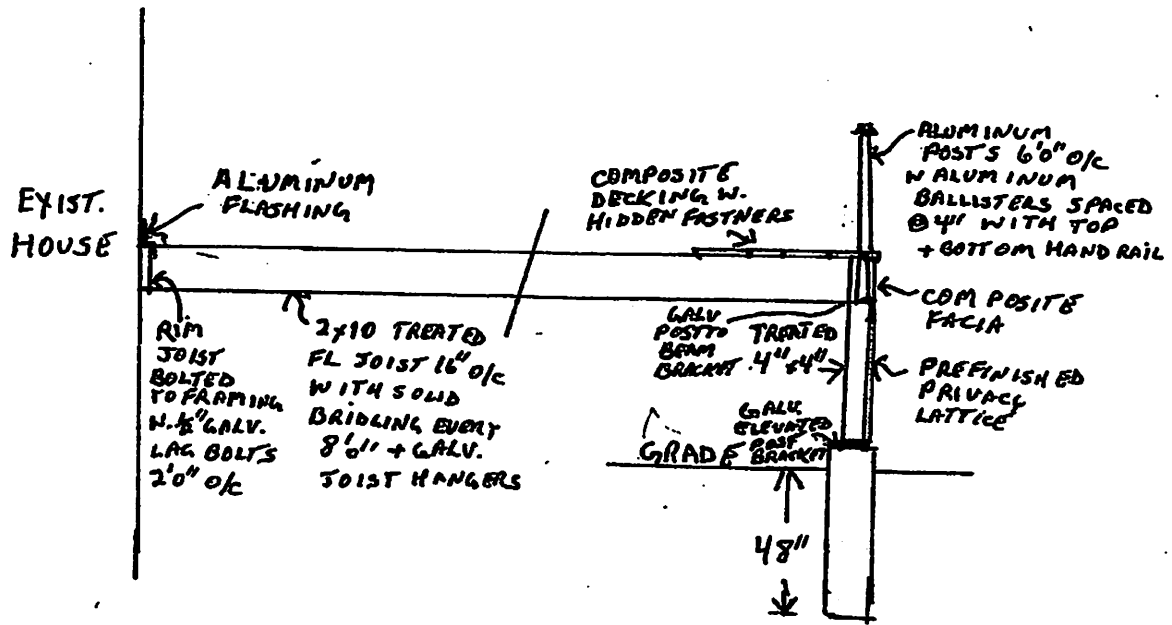 EXIST.
HOUSE
ALUMINUM
FLASHING
COMPOSITE
DECKING W.
HIDDEN FASTNERS
ALUMINUM
POSTS 6'0" O/C
W ALUMINUM
BALLISTERS SPACED
@ 4" WITH TOP
+ BOTTOM HAND RAIL
COMPOSITE
FACIA
PREFINISHED
PRIVACY
LATTICE
RIM
JOIST
BOLTED
TO FRAMING
W. ½" GALV.
LAG BOLTS
2'0" O/C
2x10 TREATED
FL JOIST 16" O/C
WITH SOLID
BRIDGING EVERY
8'0" + GALV.
JOIST HANGERS
GALV
POST TO
BEAM
BRACKET
TREATED
4"x4"
GALV.
ELEVATED
POST
BRACKET
GRADE
48"